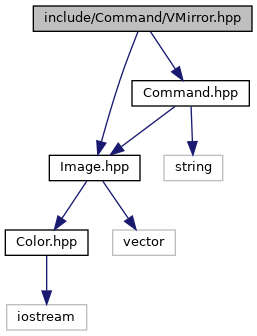 include/Command/VMirror.hpp
Command.hpp
Image.hpp
string
Color.hpp
vector
iostream